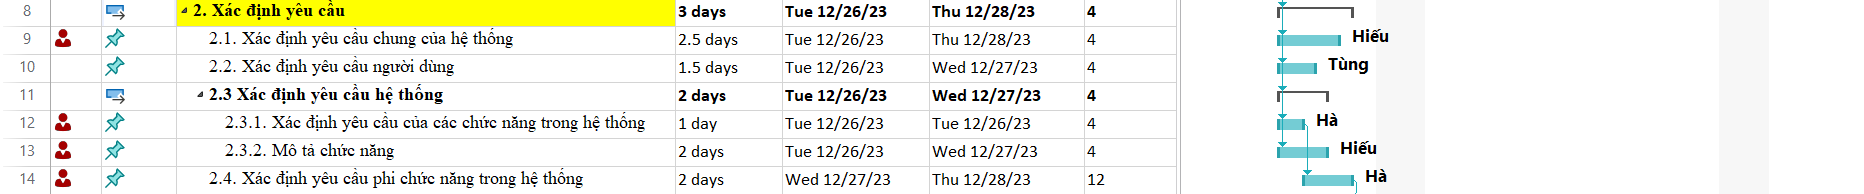 8 2. Xác định yêu cầu 3 days Tue 12/26/23 Thu 12/28/23 4
9 2.1. Xác định yêu cầu chung của hệ thống 2.5 days Tue 12/26/23 Thu 12/28/23 4 Hiếu
10 2.2. Xác định yêu cầu người dùng 1.5 days Tue 12/26/23 Wed 12/27/23 4 Tùng
11 2.3 Xác định yêu cầu hệ thống 2 days Tue 12/26/23 Wed 12/27/23 4
12 2.3.1. Xác định yêu cầu của các chức năng trong hệ thống 1 day Tue 12/26/23 Tue 12/26/23 4 Hà
13 2.3.2. Mô tả chức năng 2 days Tue 12/26/23 Wed 12/27/23 4 Hiếu
14 2.4. Xác định yêu cầu phi chức năng trong hệ thống 2 days Wed 12/27/23 Thu 12/28/23 12 Hà